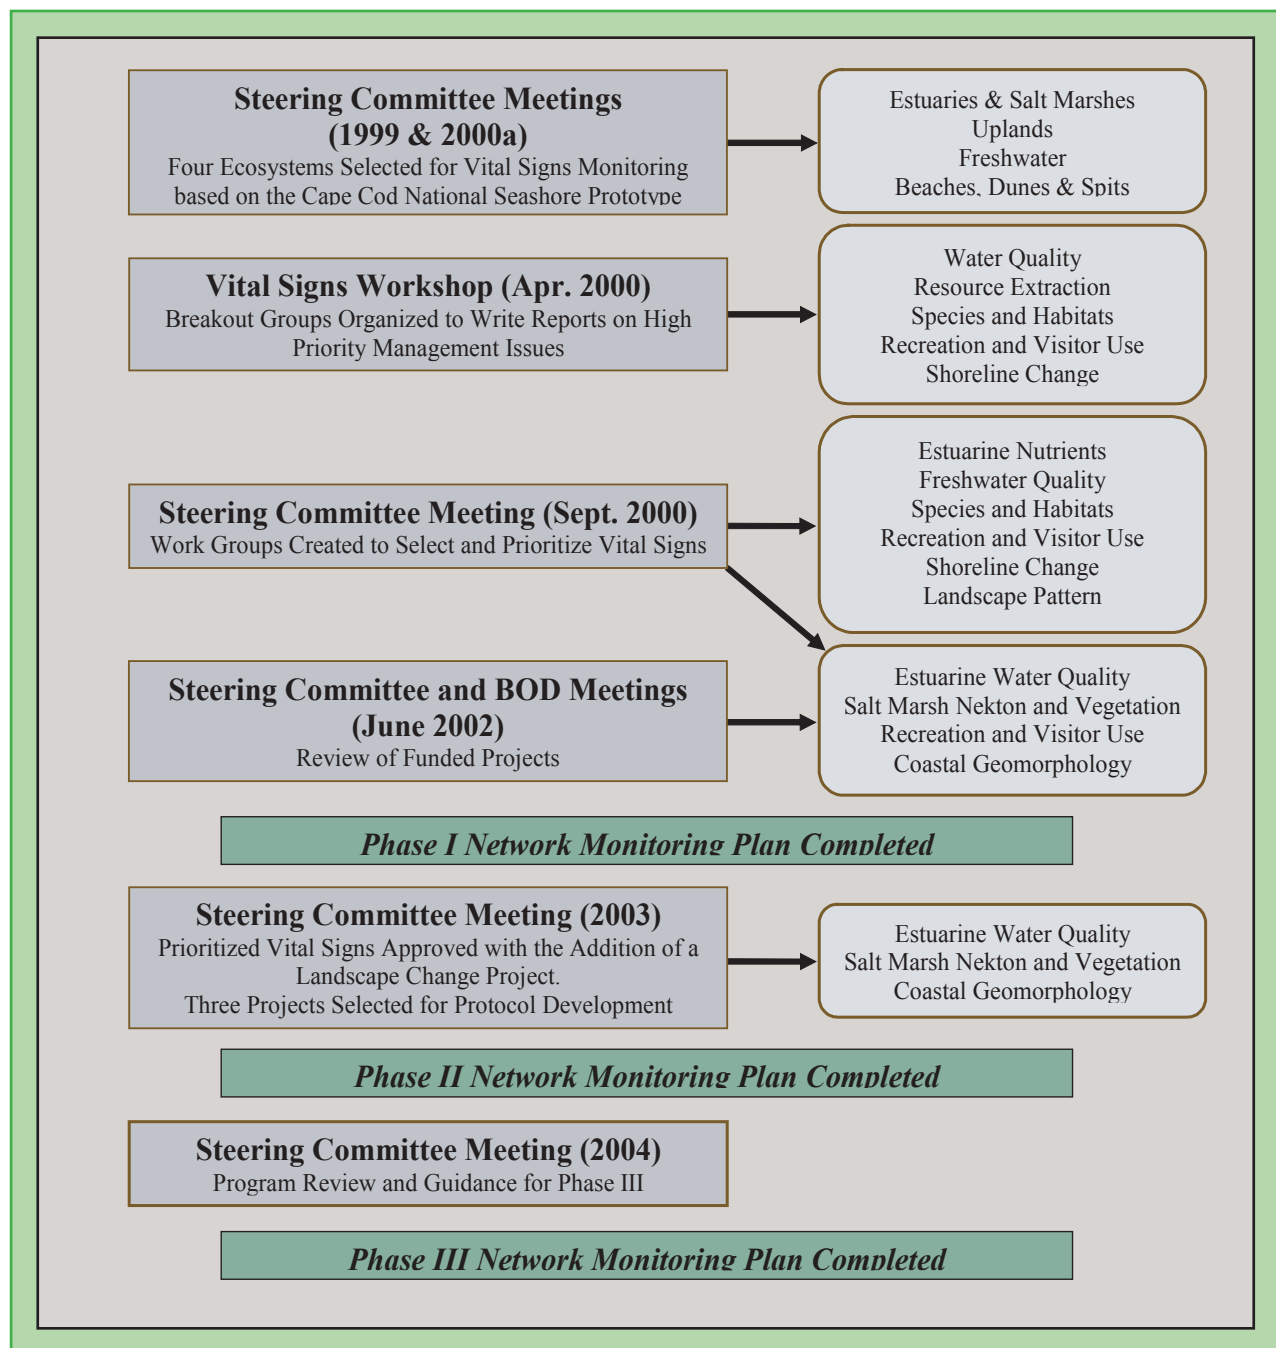 Steering Committee Meetings
(1999 & 2000a)
Four Ecosystems Selected for Vital Signs Monitoring
based on the Cape Cod National Seashore Prototype
Estuaries & Salt Marshes
Uplands
Freshwater
Beaches, Dunes & Spits
Vital Signs Workshop (Apr. 2000)
Breakout Groups Organized to Write Reports on High
Priority Management Issues
Water Quality
Resource Extraction
Species and Habitats
Recreation and Visitor Use
Shoreline Change
Steering Committee Meeting (Sept. 2000)
Work Groups Created to Select and Prioritize Vital Signs
Estuarine Nutrients
Freshwater Quality
Species and Habitats
Recreation and Visitor Use
Shoreline Change
Landscape Pattern
Steering Committee and BOD Meetings
(June 2002)
Review of Funded Projects
Estuarine Water Quality
Salt Marsh Nekton and Vegetation
Recreation and Visitor Use
Coastal Geomorphology
Phase I Network Monitoring Plan Completed
Steering Committee Meeting (2003)
Prioritized Vital Signs Approved with the Addition of a
Landscape Change Project.
Three Projects Selected for Protocol Development
Estuarine Water Quality
Salt Marsh Nekton and Vegetation
Coastal Geomorphology
Phase II Network Monitoring Plan Completed
Steering Committee Meeting (2004)
Program Review and Guidance for Phase III
Phase III Network Monitoring Plan Completed